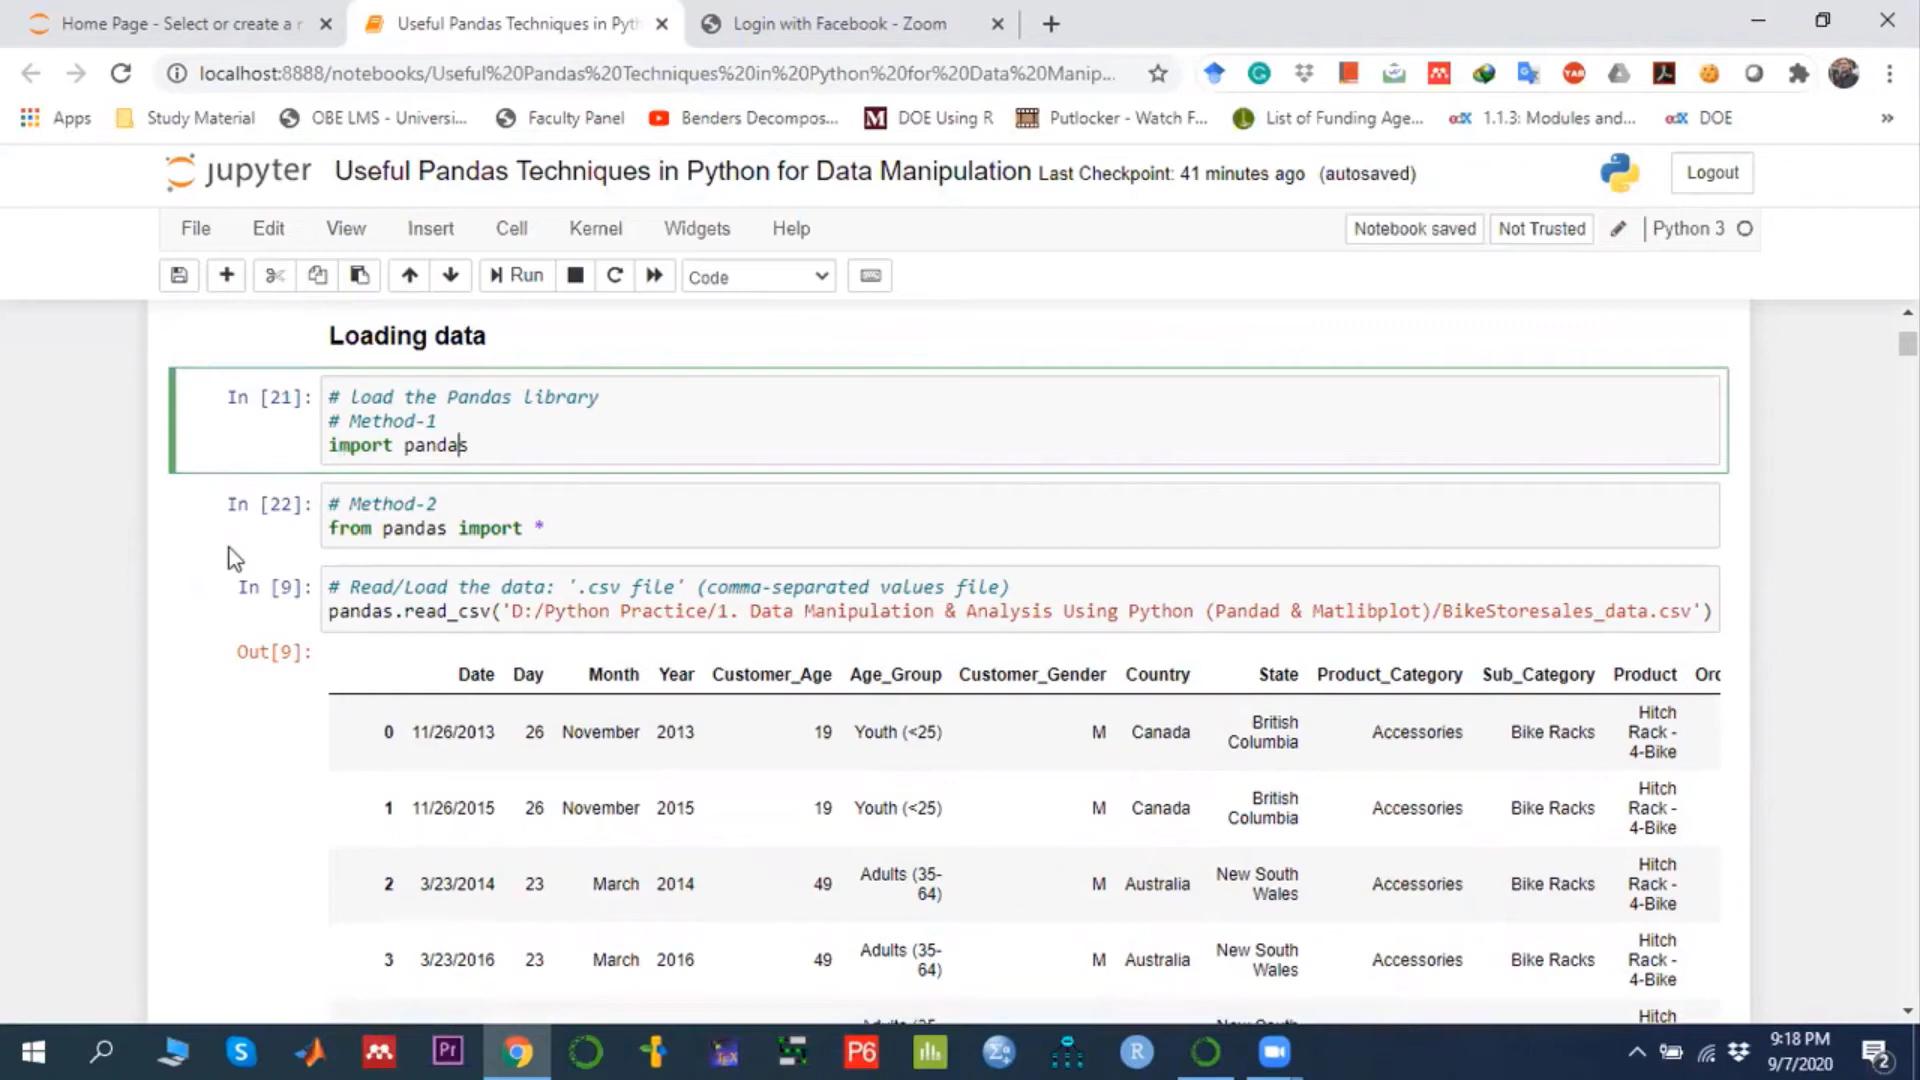 Home Page - Select or create a r
Useful Pandas Techniques in Pyth
Login with Facebook - Zoom
localhost:8888/notebooks/Useful%20Pandas%20Techniques%20in%20Python%20for%20Data%20Manip...
Apps Study Material OBE LMS - Universi... Faculty Panel Benders Decompos... DOE Using R Putlocker - Watch F... List of Funding Age... 1.1.3: Modules and... DOE »
jupyter Useful Pandas Techniques in Python for Data Manipulation Last Checkpoint: 41 minutes ago (autosaved) Logout
File Edit View Insert Cell Kernel Widgets Help Notebook saved Not Trusted Python 3
Run Code
Loading data
In [21]: # Load the Pandas library
# Method-1
import pandas
In [22]: # Method-2
from pandas import *
In [9]: # Read/Load the data: '.csv file' (comma-separated values file)
pandas.read_csv('D:/Python Practice/1. Data Manipulation & Analysis Using Python (Pandad & Matlibplot)/BikeStoresales_data.csv')
Out[9]:
Date Day Month Year Customer_Age Age_Group Customer_Gender Country State Product_Category Sub_Category Product Orc
0 11/26/2013 26 November 2013 19 Youth (<25) M Canada British Columbia Accessories Bike Racks Hitch Rack - 4-Bike
1 11/26/2015 26 November 2015 19 Youth (<25) M Canada British Columbia Accessories Bike Racks Hitch Rack - 4-Bike
2 3/23/2014 23 March 2014 49 Adults (35-64) M Australia New South Wales Accessories Bike Racks Hitch Rack - 4-Bike
3 3/23/2016 23 March 2016 49 Adults (35-64) M Australia New South Wales Accessories Bike Racks Hitch Rack - 4-Bike
Hitch
Pr P6 R
9:18 PM
9/7/2020
2